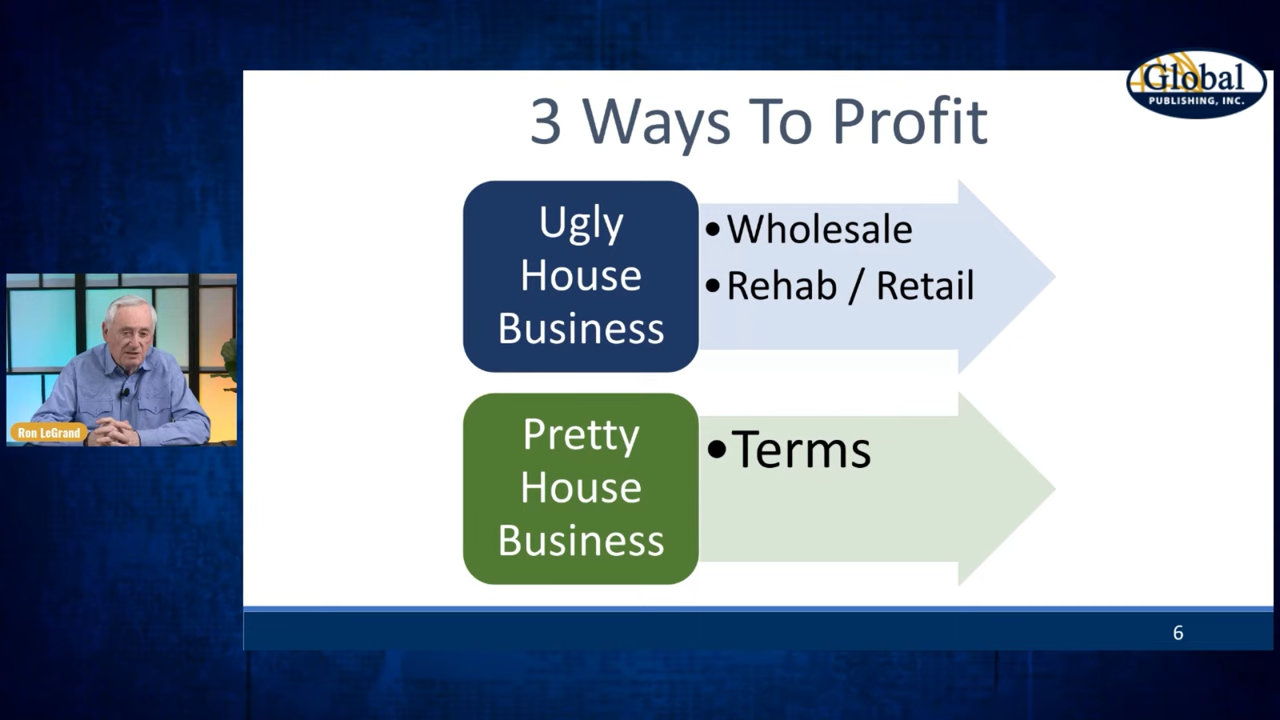 Global
PUBLISHING, INC.
3 Ways To Profit
Ugly
House
Business
•Wholesale
•Rehab / Retail
Pretty
House
Business
•Terms
Ron LeGrand
6